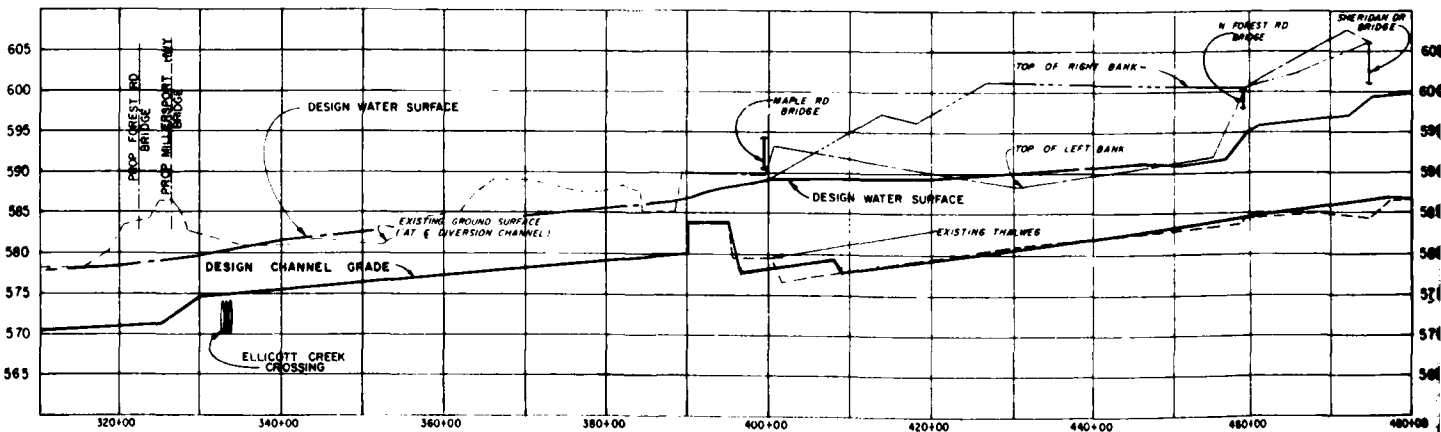 605
600
595
590
585
580
575
570
565
PROP FOREST RD
BRIDGE
PROP MILLERSPORT HWY
BRIDGE
DESIGN WATER SURFACE
EXISTING GROUND SURFACE
(AT ℄ DIVERSION CHANNEL)
DESIGN CHANNEL GRADE
ELLICOTT CREEK
CROSSING
MAPLE RD
BRIDGE
TOP OF RIGHT BANK
N FOREST RD
BRIDGE
SHERIDAN DR
BRIDGE
TOP OF LEFT BANK
DESIGN WATER SURFACE
EXISTING THALWEG
320+00
340+00
360+00
380+00
400+00
420+00
440+00
460+00
480+00